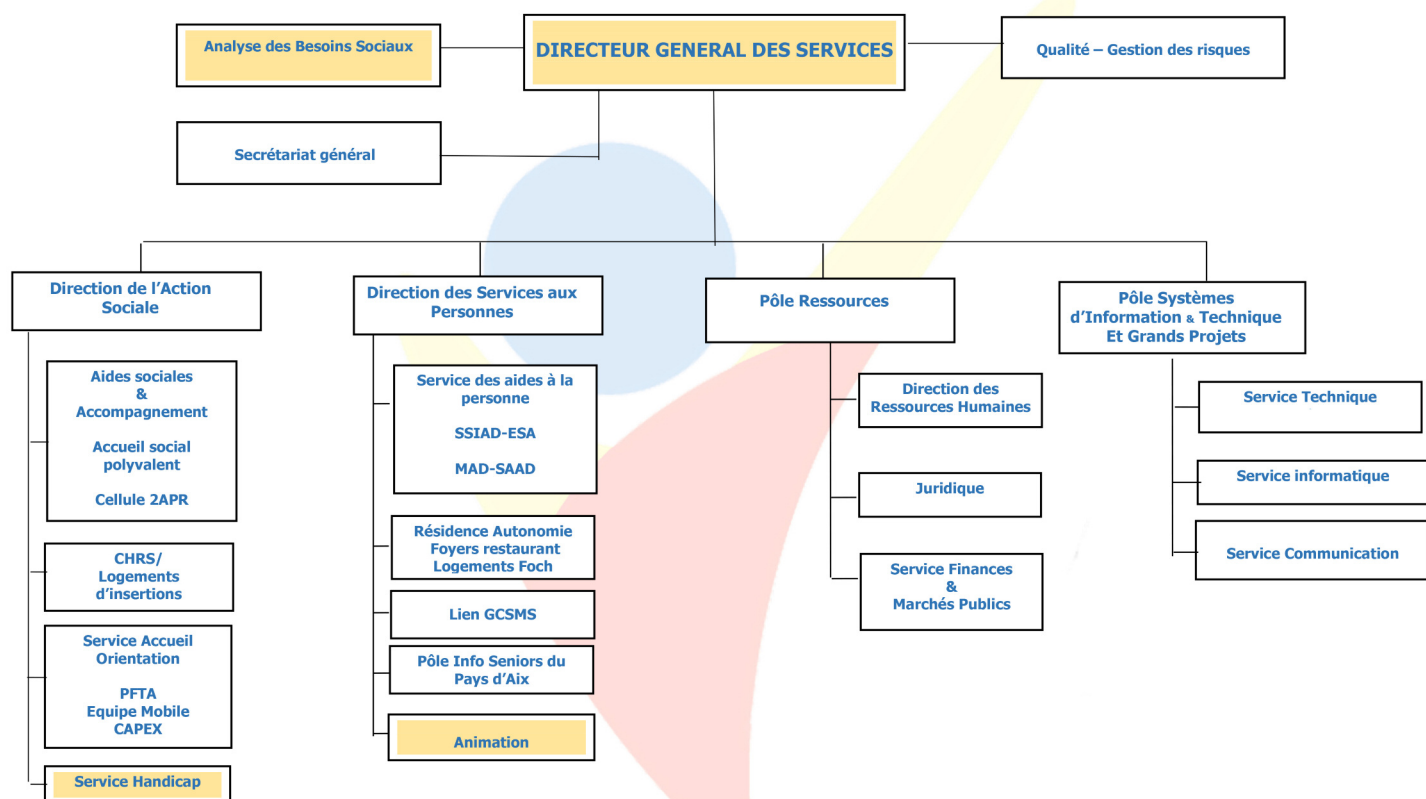 Analyse des Besoins Sociaux
DIRECTEUR GENERAL DES SERVICES
Qualité – Gestion des risques
Secrétariat général
Direction de l'Action
Sociale
Direction des Services aux
Personnes
Pôle Ressources
Pôle Systèmes
d'Information & Technique
Et Grands Projets
Aides sociales
&
Accompagnement
Accueil social
polyvalent
Cellule 2APR
CHRS/
Logements
d'insertions
Service Accueil
Orientation
PFTA
Equipe Mobile
CAPEX
Service Handicap
Service des aides à la
personne
SSIAD-ESA
MAD-SAAD
Résidence Autonomie
Foyers restaurant
Logements Foch
Lien GCSMS
Pôle Info Seniors du
Pays d'Aix
Animation
Direction des
Ressources Humaines
Juridique
Service Finances
&
Marchés Publics
Service Technique
Service informatique
Service Communication